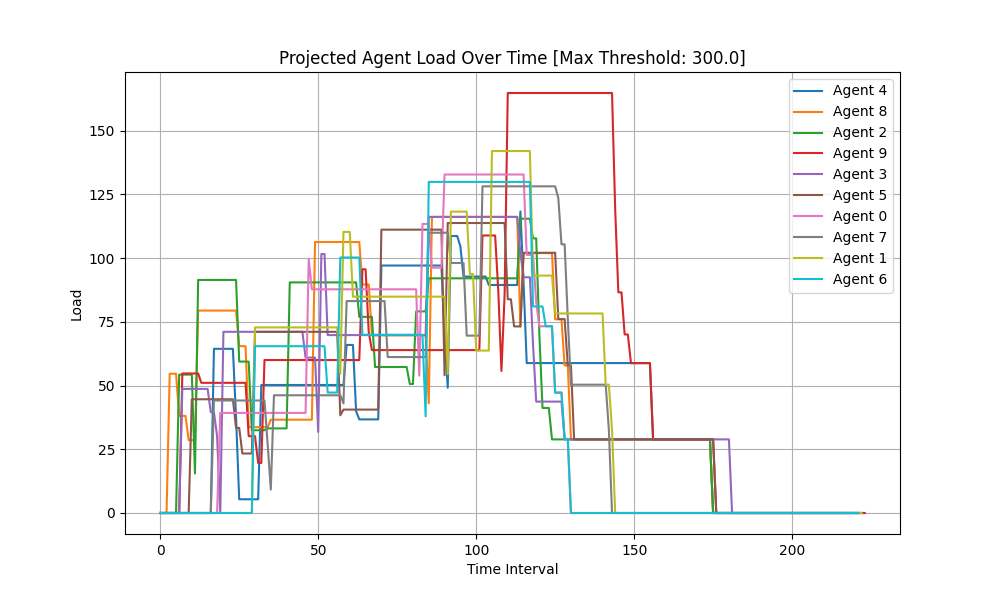 Projected Agent Load Over Time [Max Threshold: 300.0]
Load
150
125
100
75
50
25
0
0 50 100 150 200
Time Interval
Agent 4
Agent 8
Agent 2
Agent 9
Agent 3
Agent 5
Agent 0
Agent 7
Agent 1
Agent 6